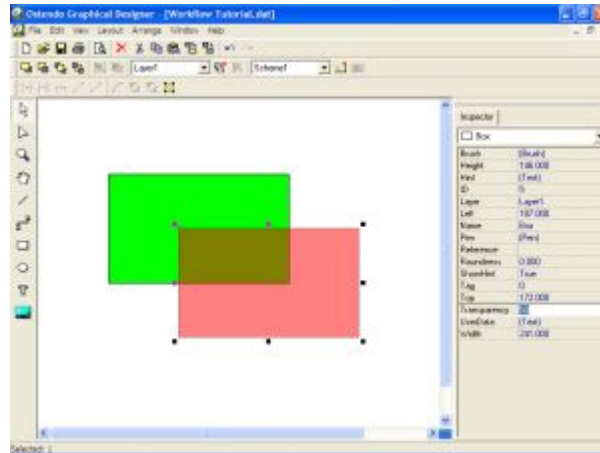 Graphical Designer - [Workflow Tutorial.dat]
File Edit View Layout Arrange Window Help
Layer1
Scheme1
Inspector
Box
Brush (Brush)
Height 146.000
Hint (Text)
ID 5
Layer Layer1
Left 187.000
Name Box
Pen (Pen)
Reference
Roundness 0.000
ShowHint True
Tag 0
Top 172.000
Transparency
UserData (Text)
Width 241.000
Selected: 1